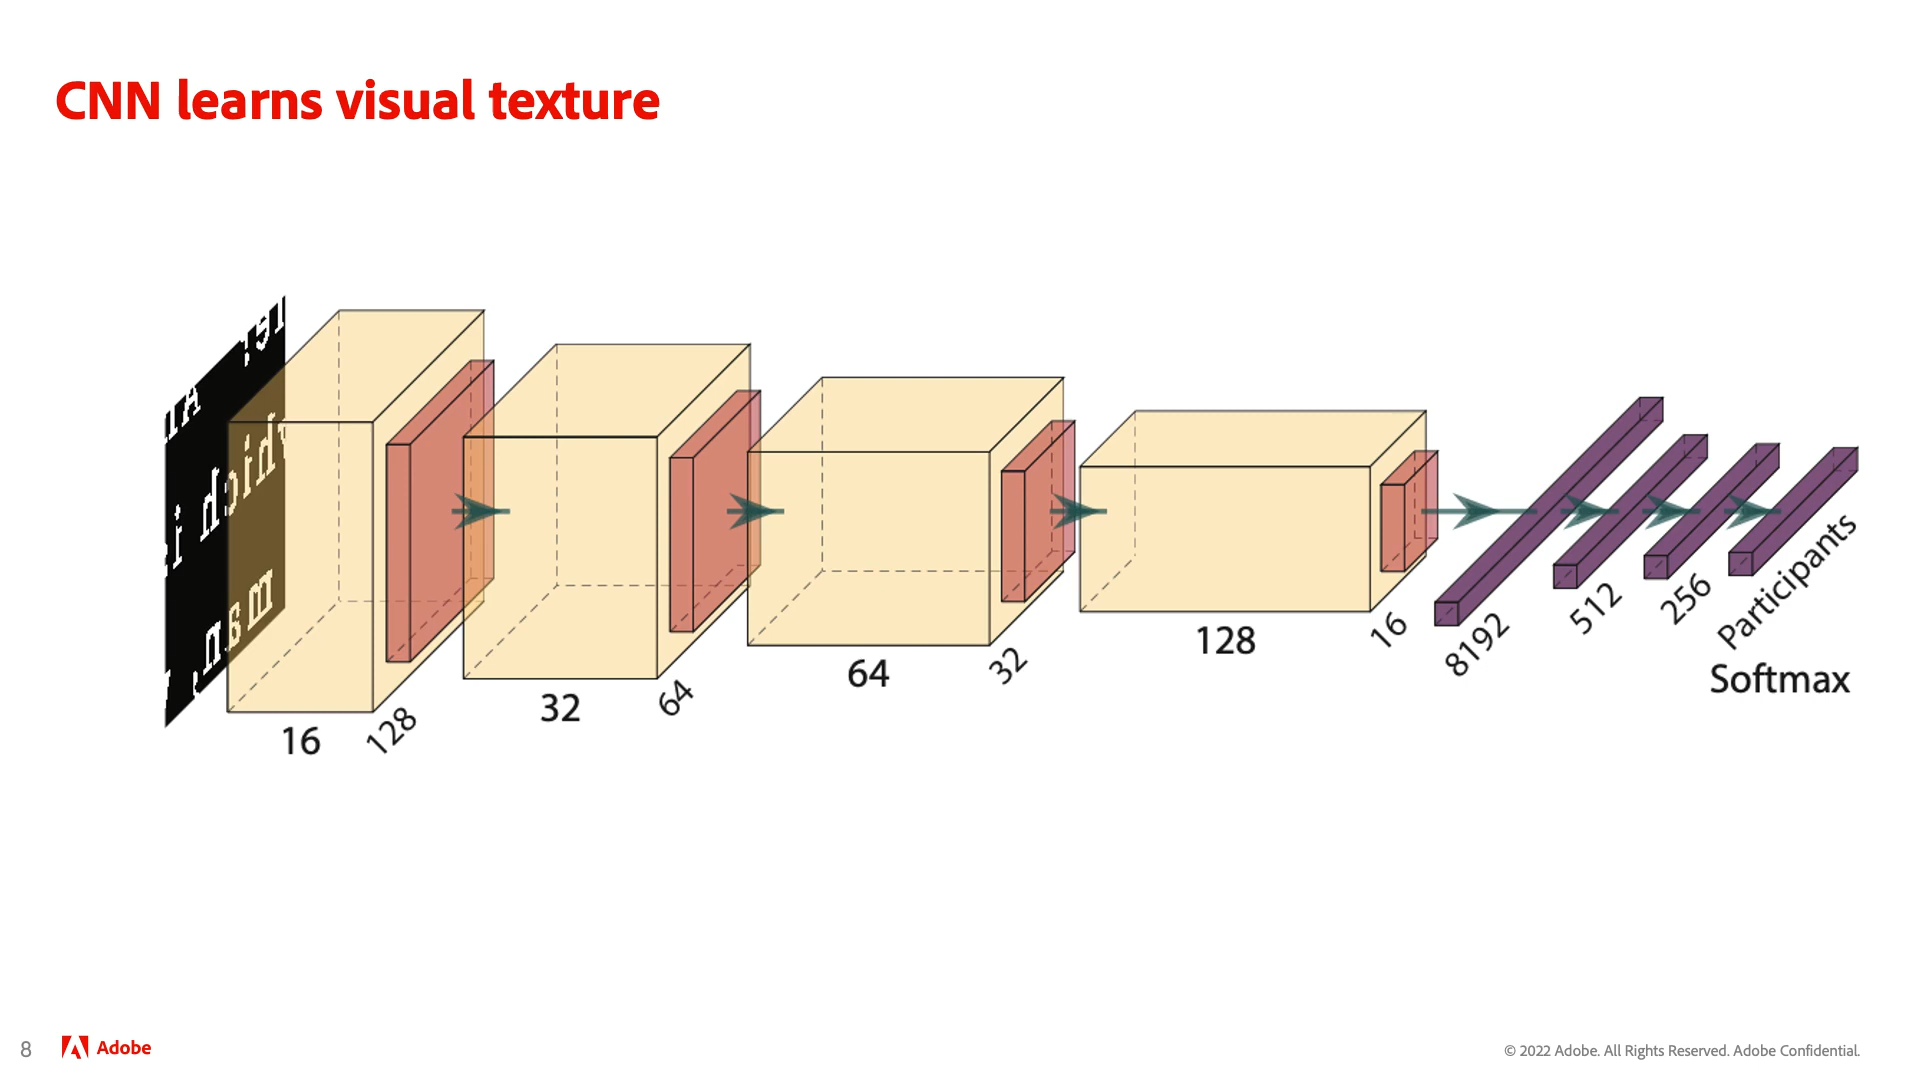 CNN learns visual texture
16
128
32
64
64
32
128
16
8192
512
256
Participants
Softmax
8
Adobe
© 2022 Adobe. All Rights Reserved. Adobe Confidential.